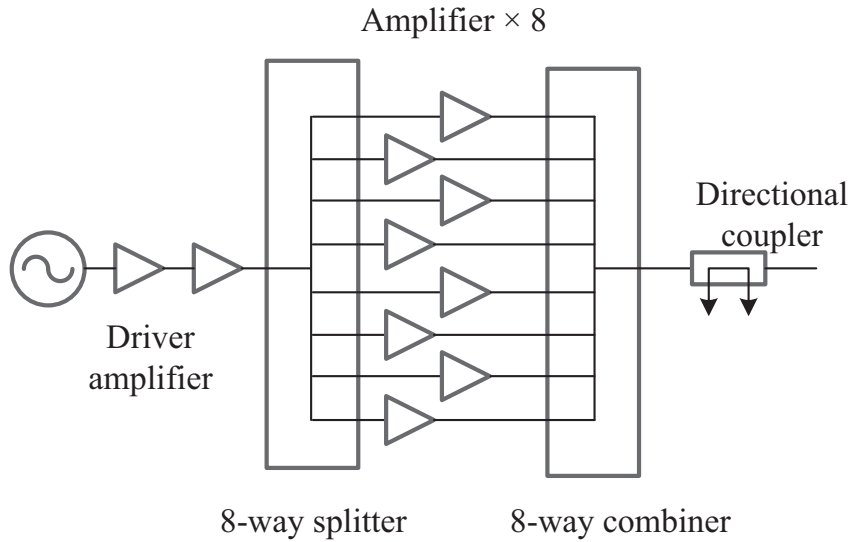 Amplifier × 8
Directional
coupler
Driver
amplifier
8-way splitter
8-way combiner